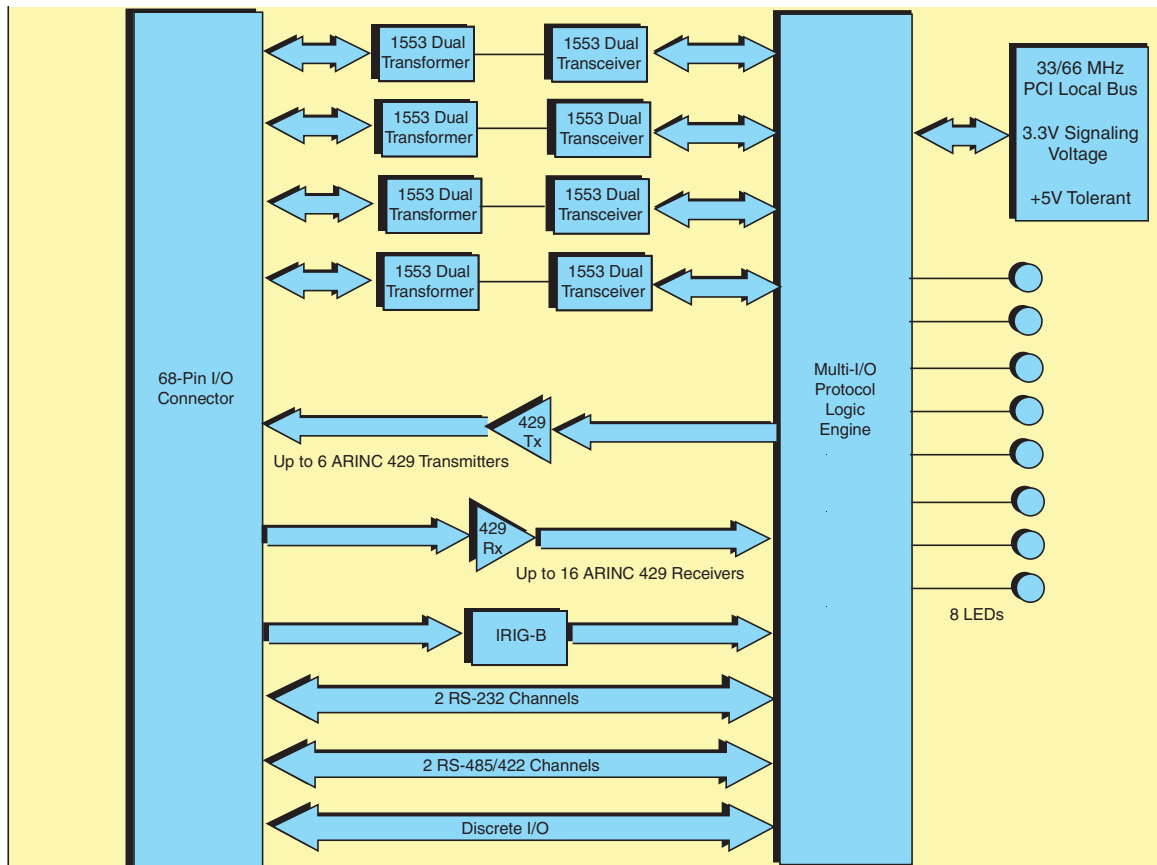 1553 Dual
Transformer
1553 Dual
Transceiver
1553 Dual
Transformer
1553 Dual
Transceiver
1553 Dual
Transformer
1553 Dual
Transceiver
1553 Dual
Transformer
1553 Dual
Transceiver
33/66 MHz
PCI Local Bus
3.3V Signaling
Voltage
+5V Tolerant
68-Pin I/O
Connector
Multi-I/O
Protocol
Logic
Engine
429
Tx
Up to 6 ARINC 429 Transmitters
429
Rx
Up to 16 ARINC 429 Receivers
8 LEDs
IRIG-B
2 RS-232 Channels
2 RS-485/422 Channels
Discrete I/O